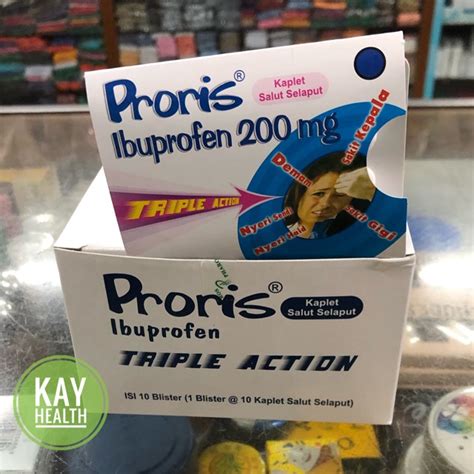 Proris®
Kaplet
Salut Selaput
Ibuprofen 200 mg
TRIPLE ACTION
Demam
Sakit Kepala
Sakit Gigi
Nyeri Sendi
Nyeri Haid
Proris®
Kaplet
Salut Selaput
Ibuprofen
TRIPLE ACTION
ISI 10 Blister (1 Blister @ 10 Kaplet Salut Selaput)
KAY
HEALTH